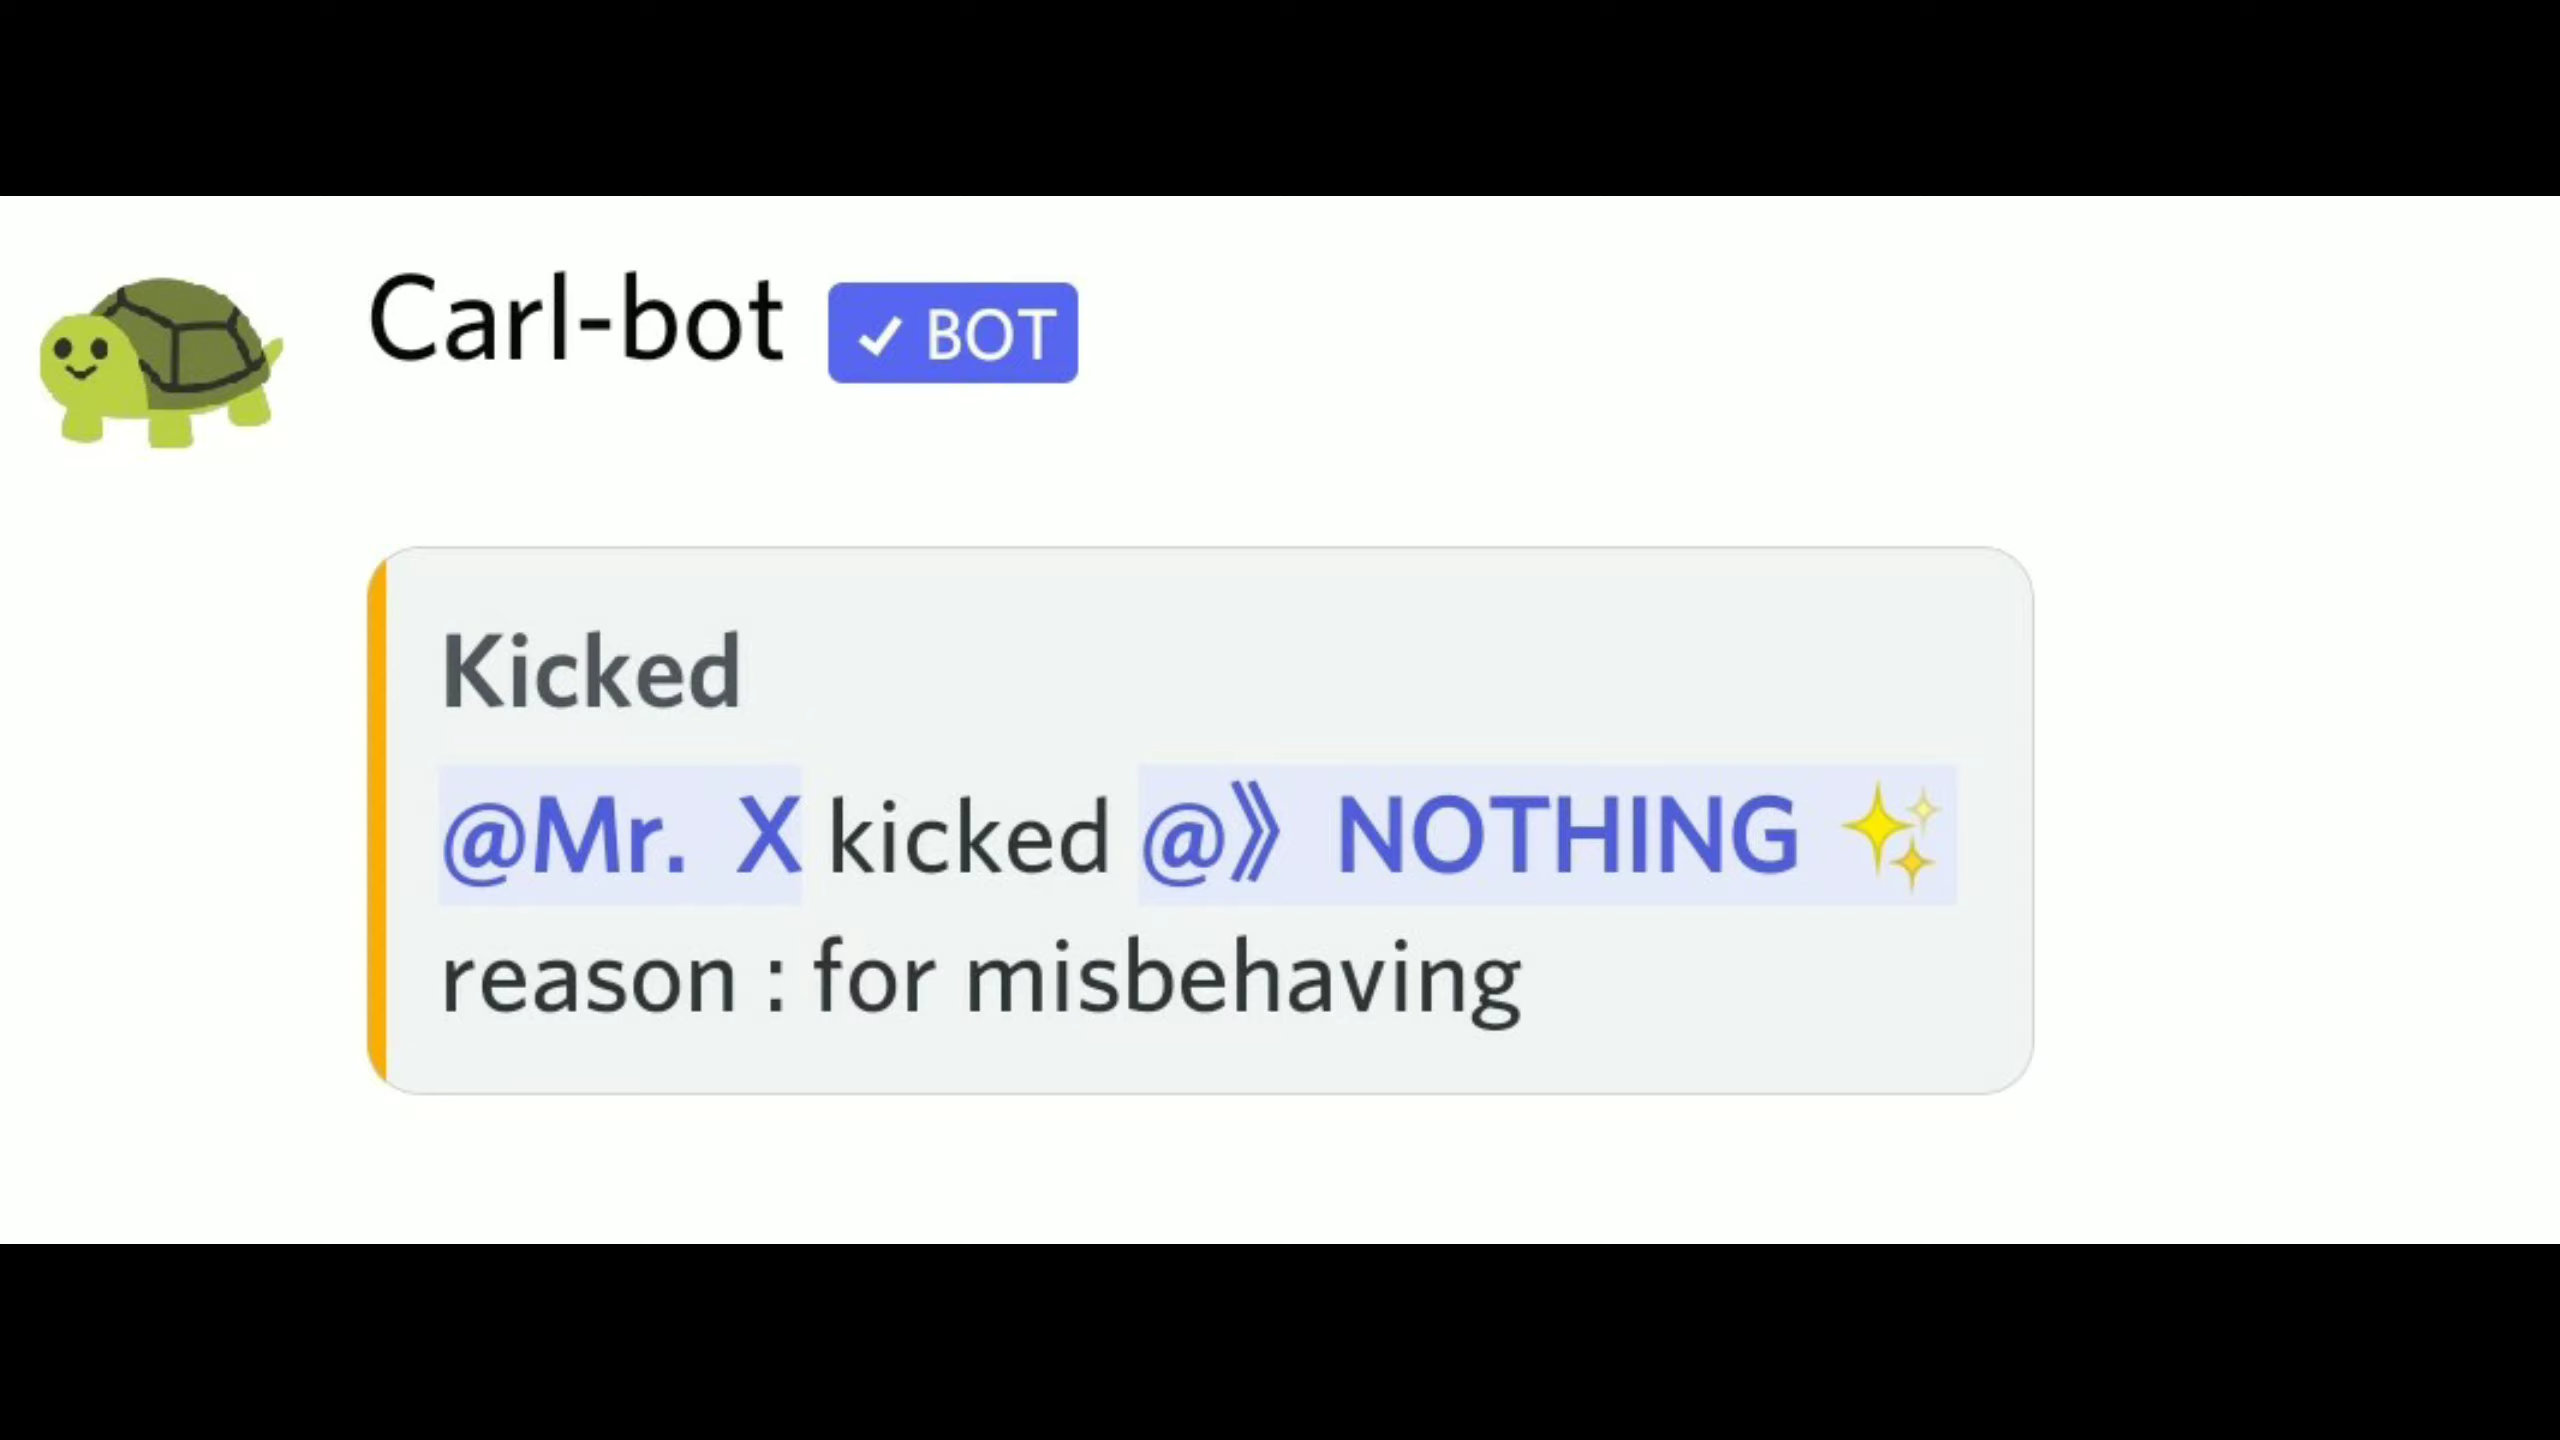 Carl-bot ✓ BOT
Kicked
@Mr. X kicked @》 NOTHING ✨
reason : for misbehaving